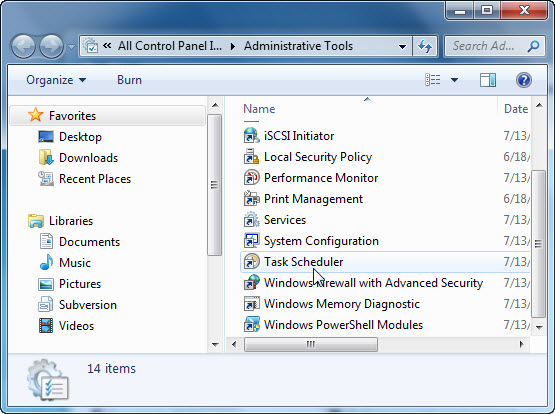 All Control Panel I... Administrative Tools Search Ad...
Organize Burn
Favorites
Desktop
Downloads
Recent Places
Libraries
Documents
Music
Pictures
Subversion
Videos
Name Date
iSCSI Initiator 7/13/
Local Security Policy 6/18/
Performance Monitor 7/13/
Print Management 6/18/
Services 7/13/
System Configuration 7/13/
Task Scheduler 7/13/
Windows Firewall with Advanced Security 7/13/
Windows Memory Diagnostic 7/13/
Windows PowerShell Modules 7/13/
14 items